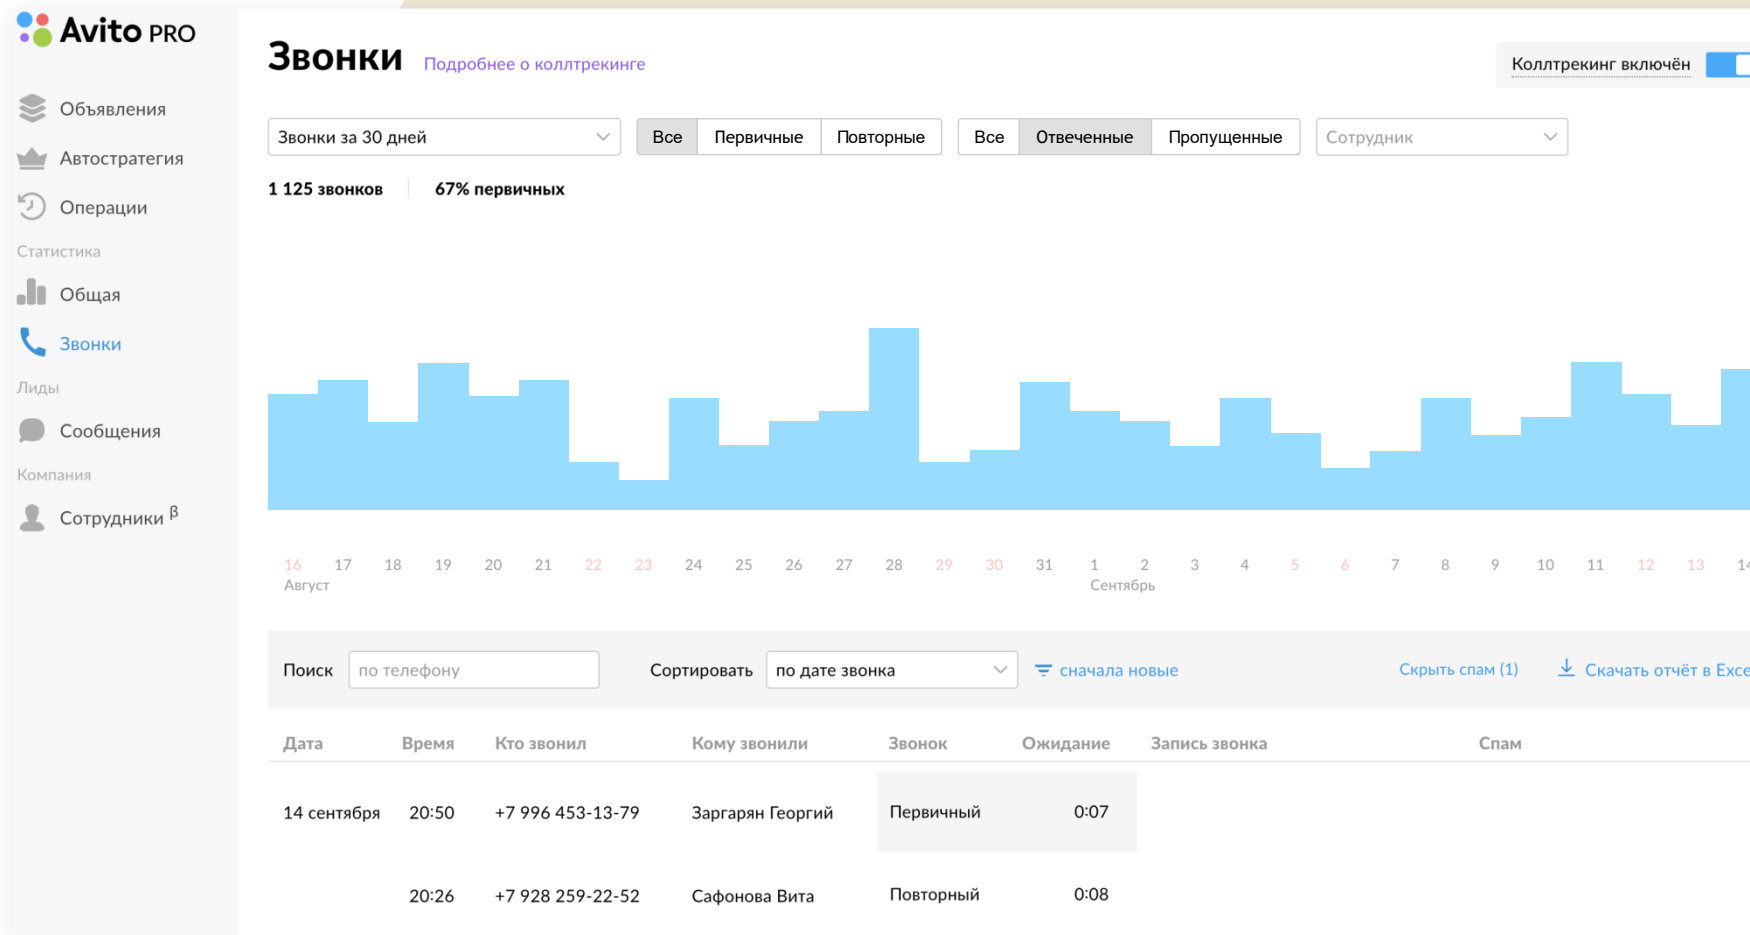 Avito PRO
Объявления
Автостратегия
Операции
Статистика
Общая
Звонки
Лиды
Сообщения
Компания
Сотрудники β
Звонки Подробнее о коллтрекинге
Коллтрекинг включён
Звонки за 30 дней Все Первичные Повторные Все Отвеченные Пропущенные Сотрудник
1 125 звонков 67% первичных
16 17 18 19 20 21 22 23 24 25 26 27 28 29 30 31 1 2 3 4 5 6 7 8 9 10 11 12 13 14
Август Сентябрь
Поиск по телефону Сортировать по дате звонка сначала новые Скрыть спам (1) Скачать отчёт в Exce
Дата Время Кто звонил Кому звонили Звонок Ожидание Запись звонка Спам
14 сентября 20:50 +7 996 453-13-79 Заргарян Георгий Первичный 0:07
20:26 +7 928 259-22-52 Сафонова Вита Повторный 0:08